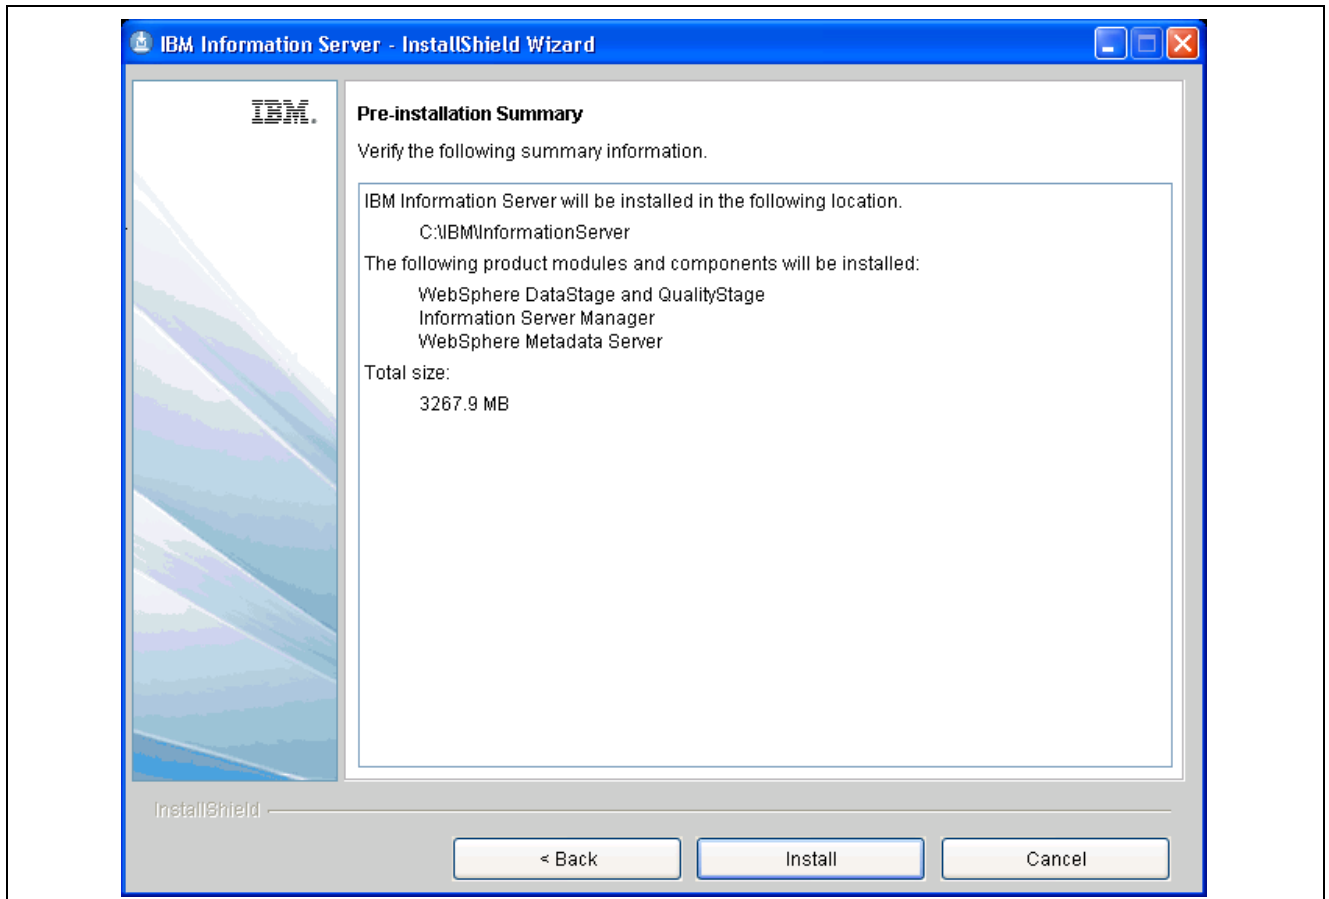 IBM Information Server - InstallShield Wizard
IBM.
Pre-installation Summary
Verify the following summary information.
IBM Information Server will be installed in the following location.
C:\IBM\InformationServer
The following product modules and components will be installed:
WebSphere DataStage and QualityStage
Information Server Manager
WebSphere Metadata Server
Total size:
3267.9 MB
InstallShield
< Back
Install
Cancel